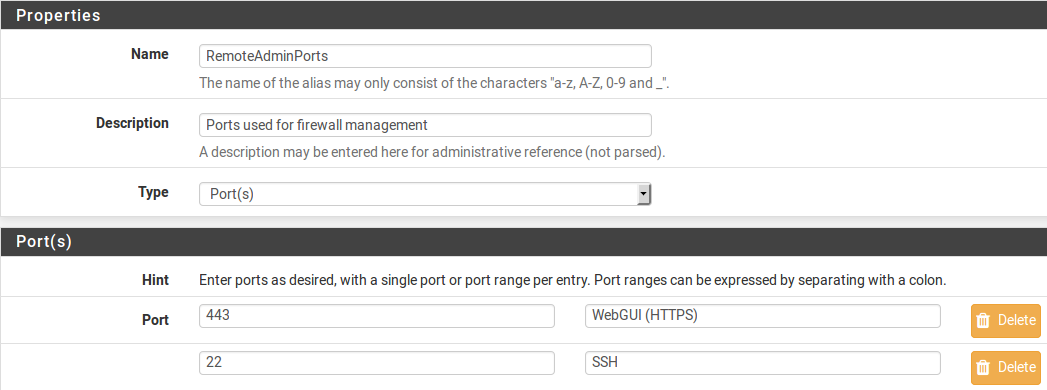 Properties
Name
RemoteAdminPorts
The name of the alias may only consist of the characters "a-z, A-Z, 0-9 and _".
Description
Ports used for firewall management
A description may be entered here for administrative reference (not parsed).
Type
Port(s)
Port(s)
Hint
Enter ports as desired, with a single port or port range per entry. Port ranges can be expressed by separating with a colon.
Port
443
WebGUI (HTTPS)
Delete
22
SSH
Delete